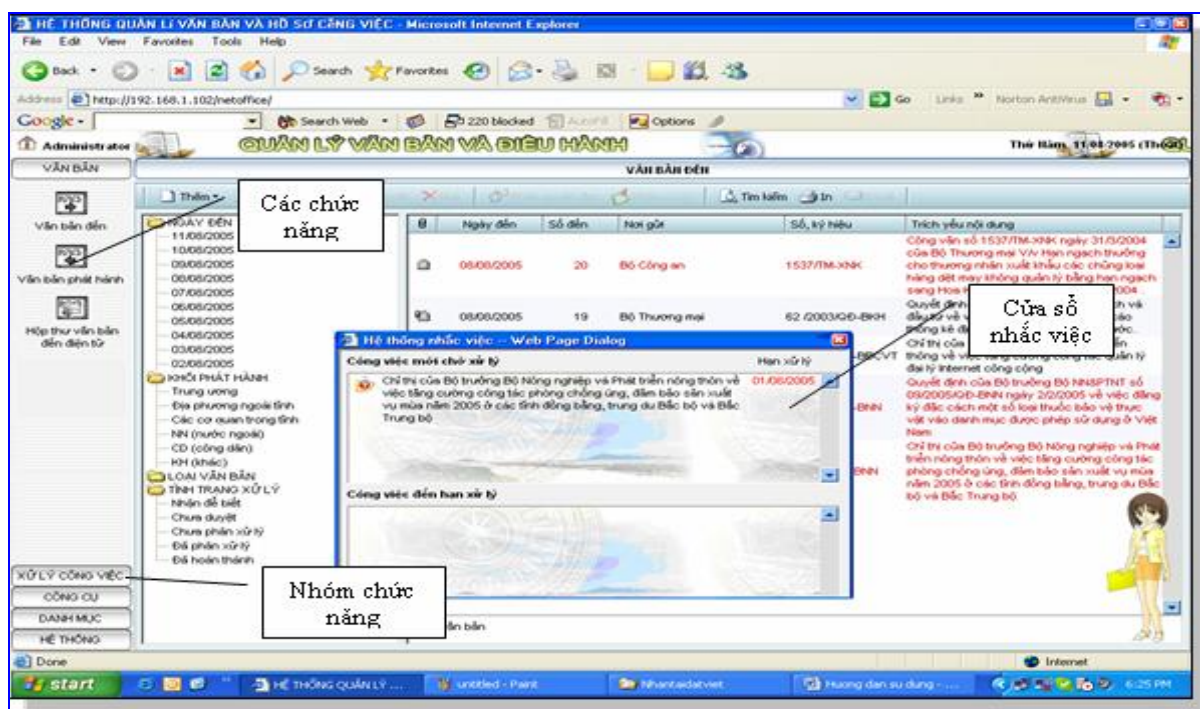 HỆ THỐNG QUẢN LÍ VĂN BẢN VÀ HỒ SƠ CÔNG VIỆC - Microsoft Internet Explorer
File Edit View Favorites Tools Help
Back Search Favorites
Address http://192.168.1.102/netoffice/ Go Links » Norton AntiVirus
Google Search Web 220 blocked AutoFill Options
Administrator QUẢN LÝ VĂN BẢN VÀ ĐIỀU HÀNH
VĂN BẢN
Văn bản đến
Văn bản phát hành
Hộp thư văn bản
đến điện tử
XỬ LÝ CÔNG VIỆC
CÔNG CỤ
DANH MỤC
HỆ THỐNG
VĂN BẢN ĐẾN
Thêm Tìm kiếm In
Các chức
năng
NGÀY ĐẾN
11/08/2005
10/08/2005
09/08/2005
08/08/2005
07/08/2005
06/08/2005
05/08/2005
04/08/2005
03/08/2005
02/08/2005
KHỐI PHÁT HÀNH
Trung ương
Địa phương ngoài tỉnh
Các cơ quan trong tỉnh
NN (nước ngoài)
CD (công dân)
KH (khác)
LOẠI VĂN BẢN
TÌNH TRẠNG XỬ LÝ
Nhận để biết
Chưa duyệt
Chưa phân xử lý
Đã phân xử lý
Đã hoàn thành
Nhóm chức
năng
Ngày đến Số đến Nơi gửi Số, ký hiệu Trích yếu nội dung
08/08/2005 20 Bộ Công an 1537/TM-XNK
Công văn số 1537/TM-XNK ngày 31/3/2004
của Bộ Thương mại V/v Hạn ngạch thưởng
cho thương nhân xuất khẩu các chủng loại
hàng dệt may không quản lý bằng hạn ngạch
sang Hoa
08/08/2005 19 Bộ Thương mại 62 /2003/QĐ-BKH
Quyết định
Cửa sổ
nhắc việc
Chỉ thị của
thông về việc tăng cường công tác quản lý
đại lý Internet công cộng
Quyết định của Bộ trưởng Bộ NN&PTNT số
09/2005/QĐ-BNN ngày 2/2/2005 về việc đăng
ký đặc cách một số loại thuốc bảo vệ thực
vật vào danh mục được phép sử dụng ở Việt
Nam
Chỉ thị của Bộ trưởng Bộ Nông nghiệp và Phát
triển nông thôn về việc tăng cường công tác
phòng chống úng, đảm bảo sản xuất vụ mùa
năm 2005 ở các tỉnh đồng bằng, trung du Bắc
bộ và Bắc Trung bộ
Hệ thống nhắc việc -- Web Page Dialog
Công việc mới chờ xử lý Hạn xử lý
Chỉ thị của Bộ trưởng Bộ Nông nghiệp và Phát triển nông thôn về 01/06/2005
việc tăng cường công tác phòng chống úng, đảm bảo sản xuất
vụ mùa năm 2005 ở các tỉnh đồng bằng, trung du Bắc bộ và Bắc
Trung bộ
Công việc đến hạn xử lý
văn bản
Done Internet
start HỆ THỐNG QUẢN LÝ ... untitled - Paint Nhantaidatviet Huong dan su dung - ... 6:25 PM